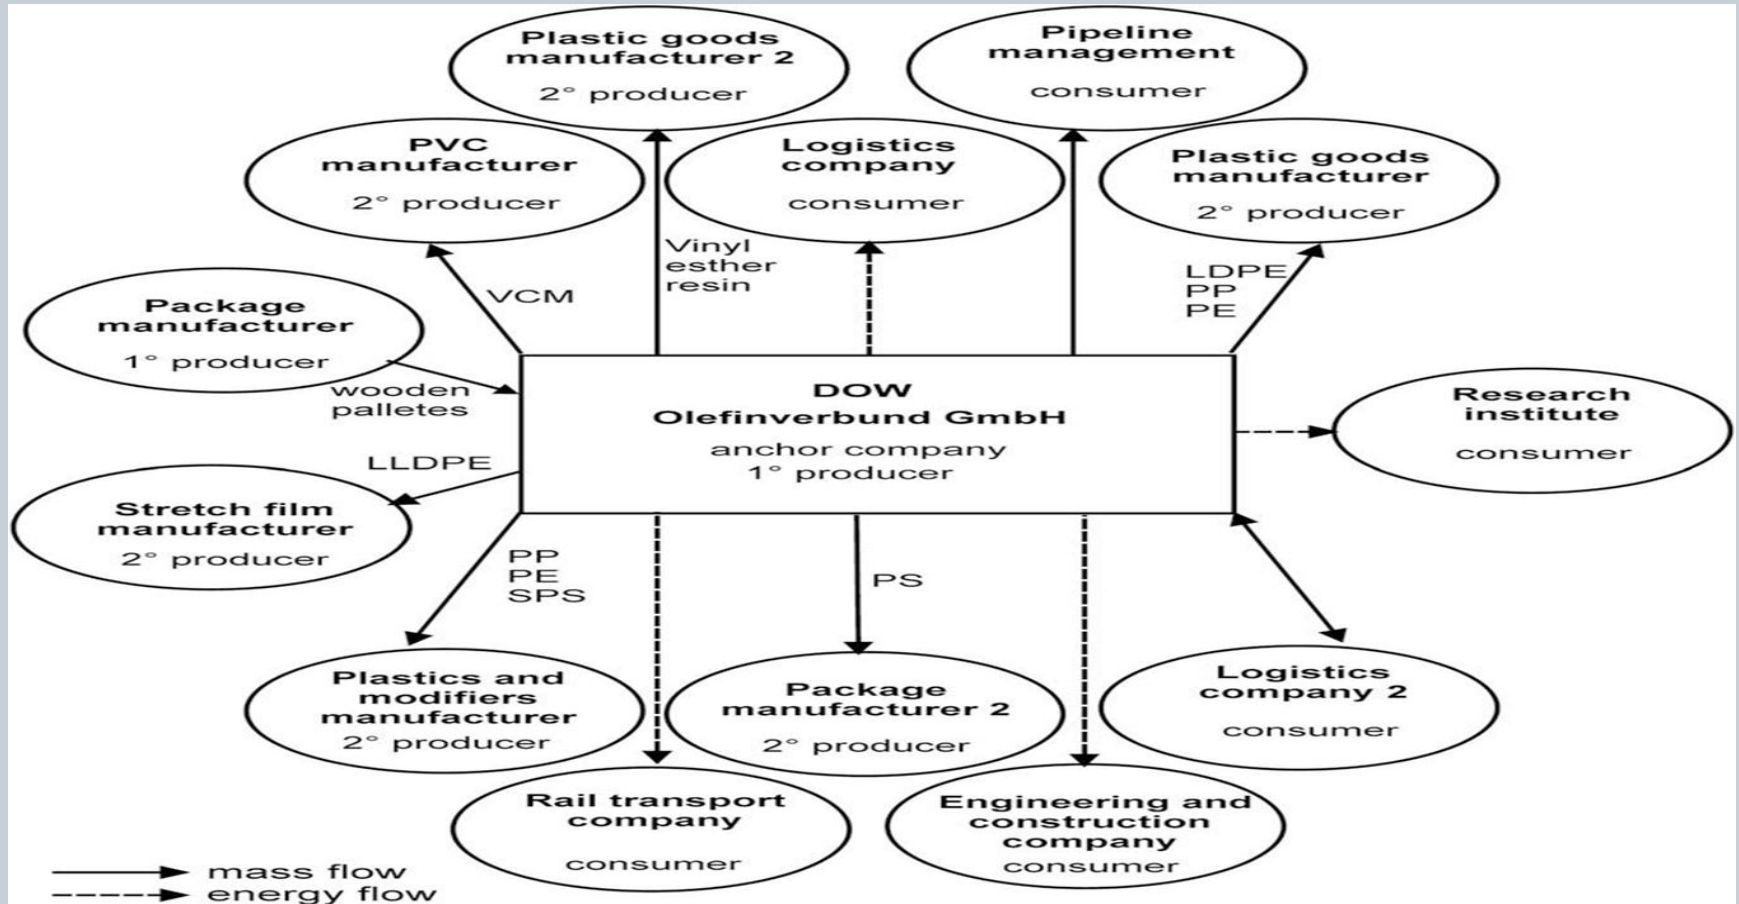 Plastic goods
manufacturer 2
2° producer
Pipeline
management
consumer
PVC
manufacturer
2° producer
Logistics
company
consumer
Plastic goods
manufacturer
2° producer
Vinyl
esther
resin
VCM
LDPE
PP
PE
Package
manufacturer
1° producer
wooden
palletes
DOW
Olefinverbund GmbH
anchor company
1° producer
Research
institute
consumer
LLDPE
Stretch film
manufacturer
2° producer
PP
PE
SPS
PS
Plastics and
modifiers
manufacturer
2° producer
Package
manufacturer 2
2° producer
Logistics
company 2
consumer
Rail transport
company
consumer
Engineering and
construction
company
consumer
mass flow
energy flow